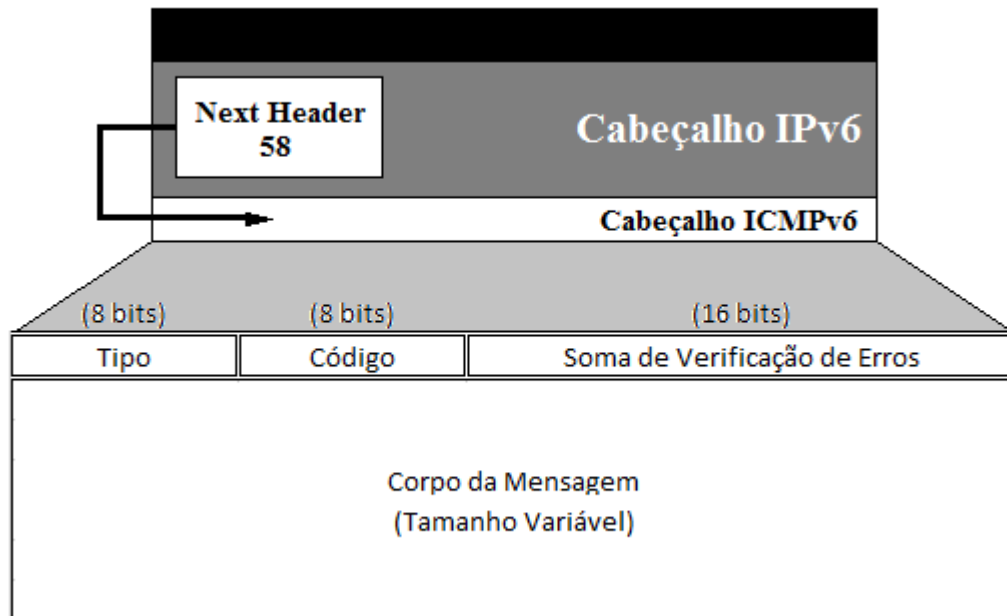 Next Header
58
Cabeçalho IPv6
Cabeçalho ICMPv6
(8 bits) (8 bits) (16 bits)
Tipo Código Soma de Verificação de Erros
Corpo da Mensagem
(Tamanho Variável)